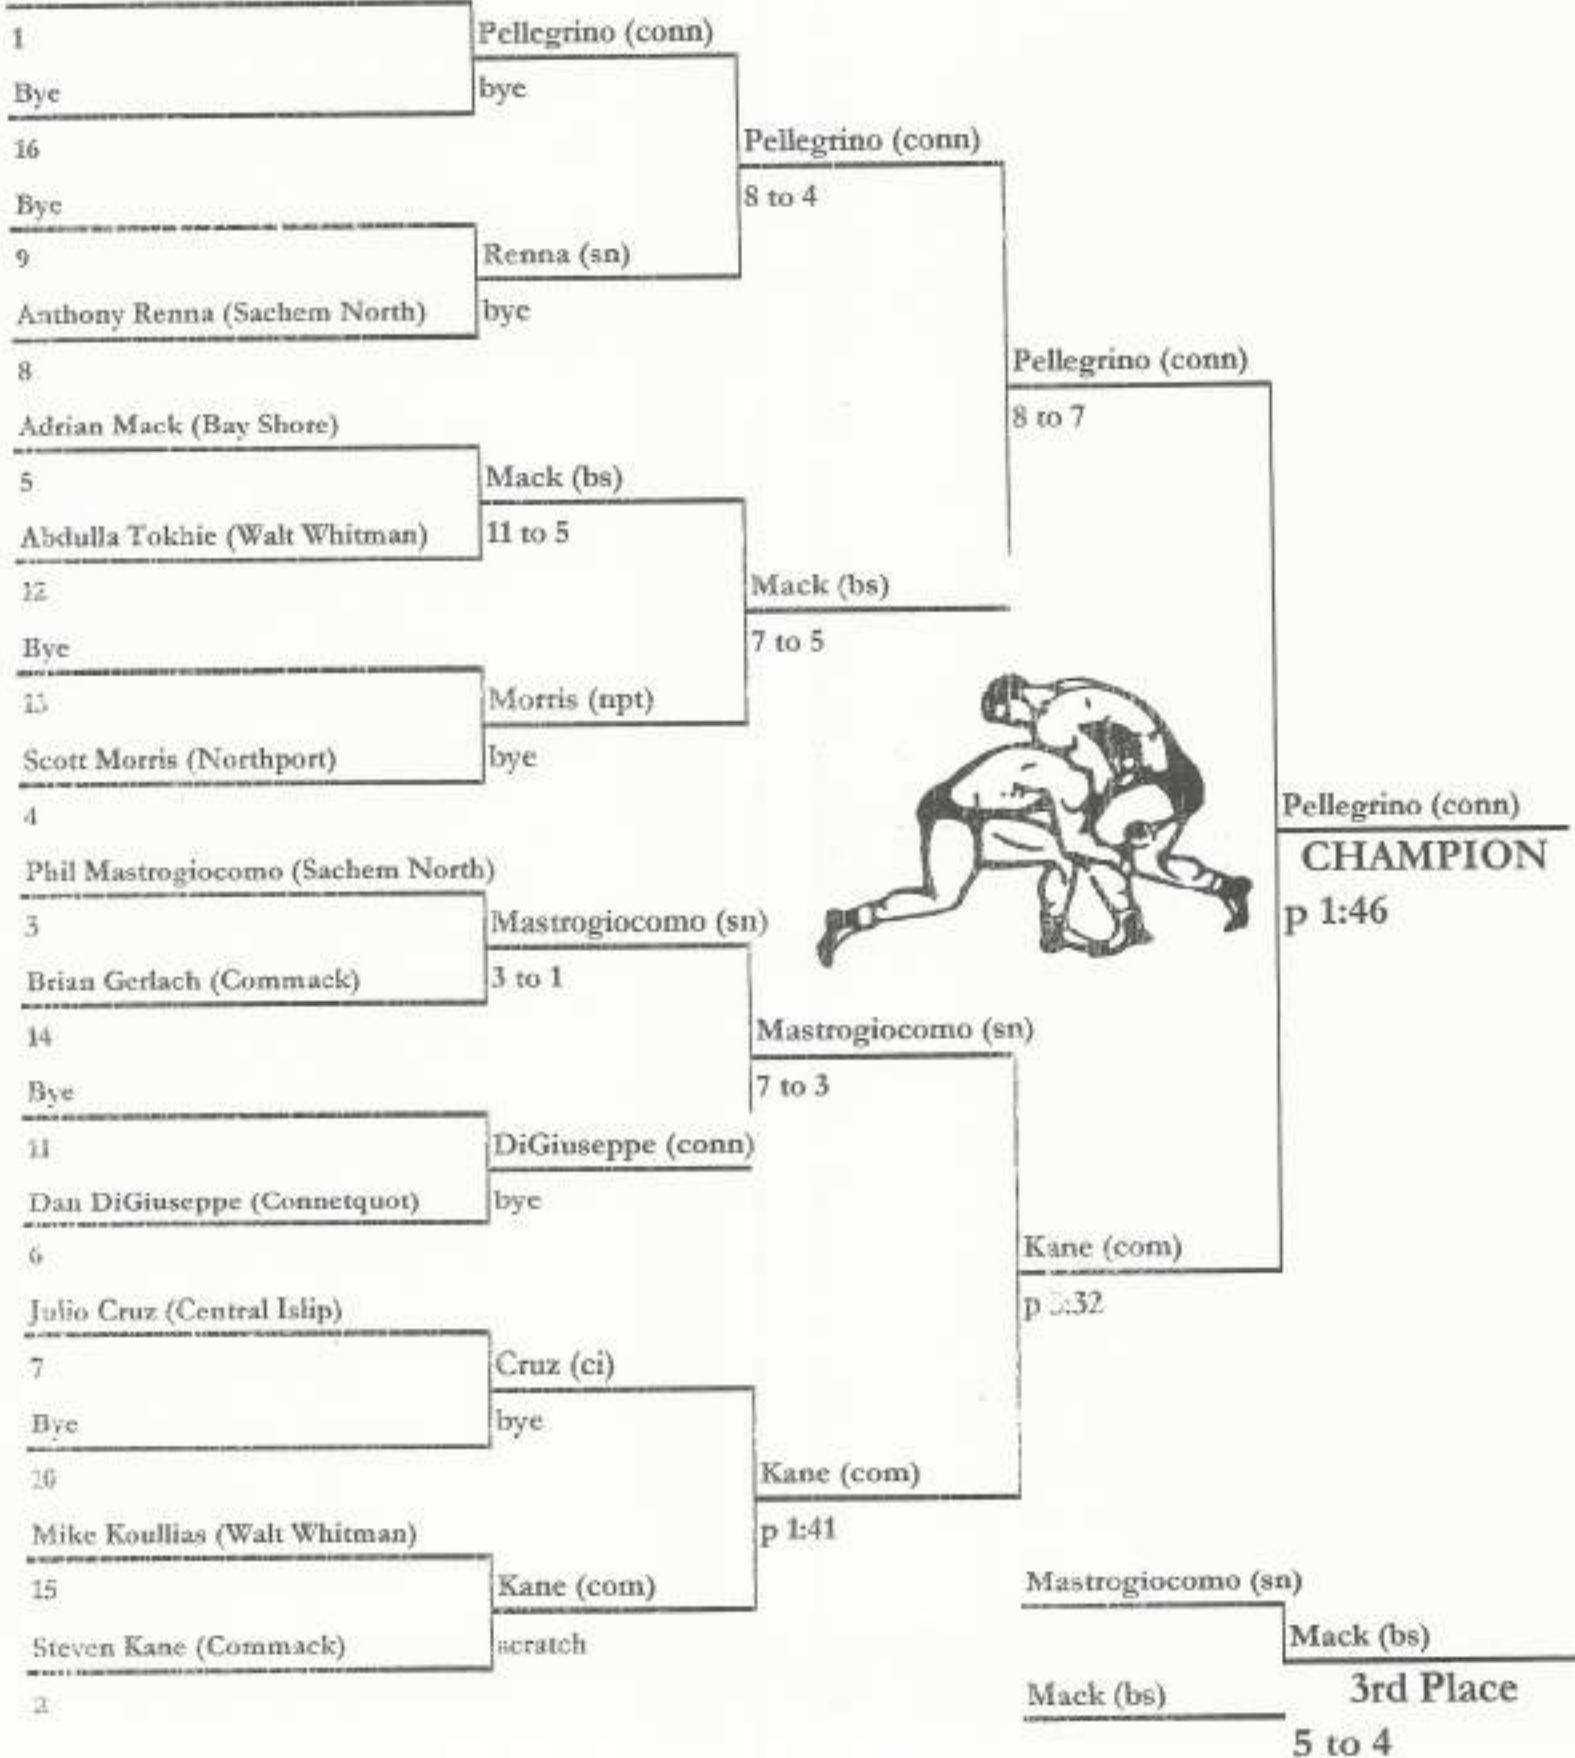 1
Bye
16
Bye
9
Anthony Renna (Sachem North)
8
Adrian Mack (Bay Shore)
5
Abdulla Tokhie (Walt Whitman)
12
Bye
13
Scott Morris (Northport)
4
Phil Mastrogiocomo (Sachem North)
3
Brian Gerlach (Commack)
14
Bye
11
Dan DiGiuseppe (Connetquot)
6
Julio Cruz (Central Islip)
7
Bye
10
Mike Koullias (Walt Whitman)
15
Steven Kane (Commack)
2
Pellegrino (conn)
bye
Renna (sn)
bye
Mack (bs)
11 to 5
Morris (npt)
bye
Mastrogiocomo (sn)
3 to 1
DiGiuseppe (conn)
bye
Cruz (ci)
bye
Kane (com)
scratch
Pellegrino (conn)
8 to 4
Mack (bs)
7 to 5
Mastrogiocomo (sn)
7 to 3
Kane (com)
p 1:41
Pellegrino (conn)
8 to 7
Kane (com)
p
Pellegrino (conn)
CHAMPION
p 1:46
Mastrogiocomo (sn)
Mack (bs)
Mack (bs)
3rd Place
5 to 4